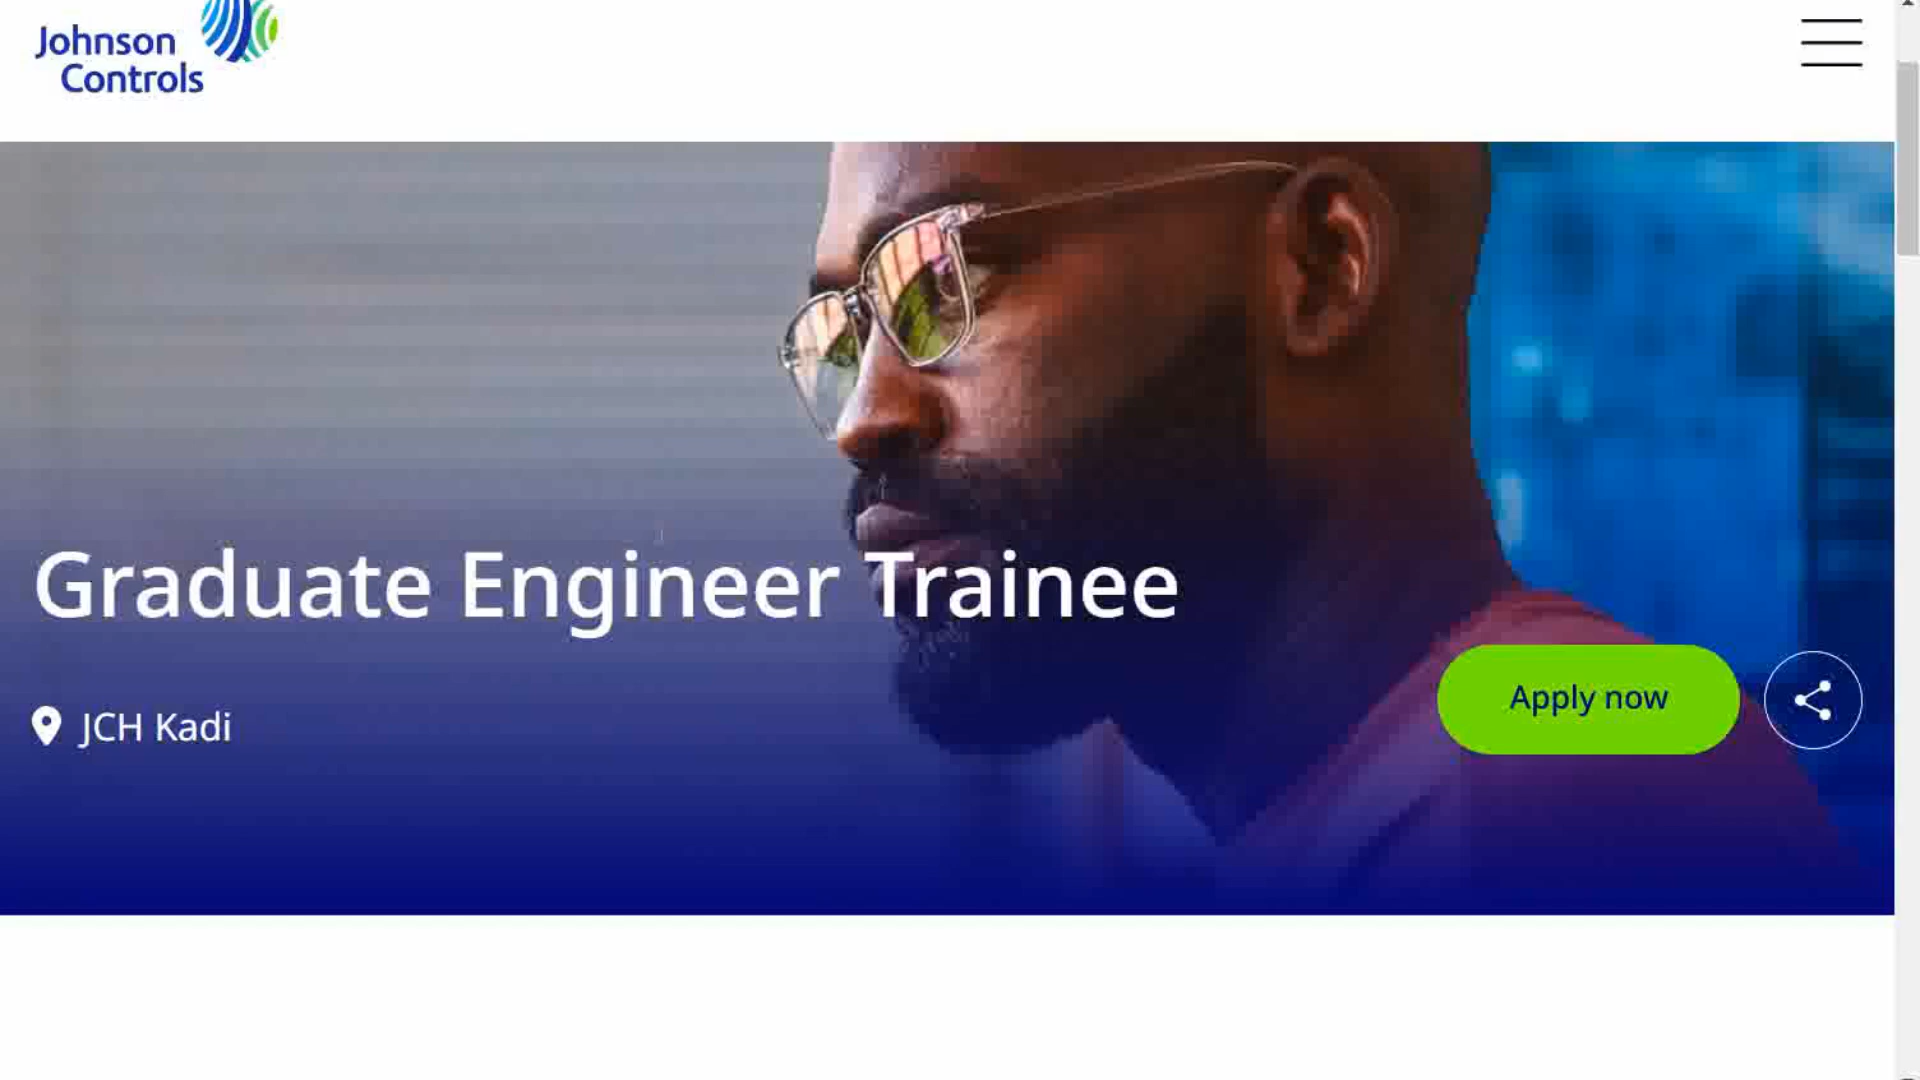 Johnson
Controls
Graduate Engineer Trainee
JCH Kadi
Apply now